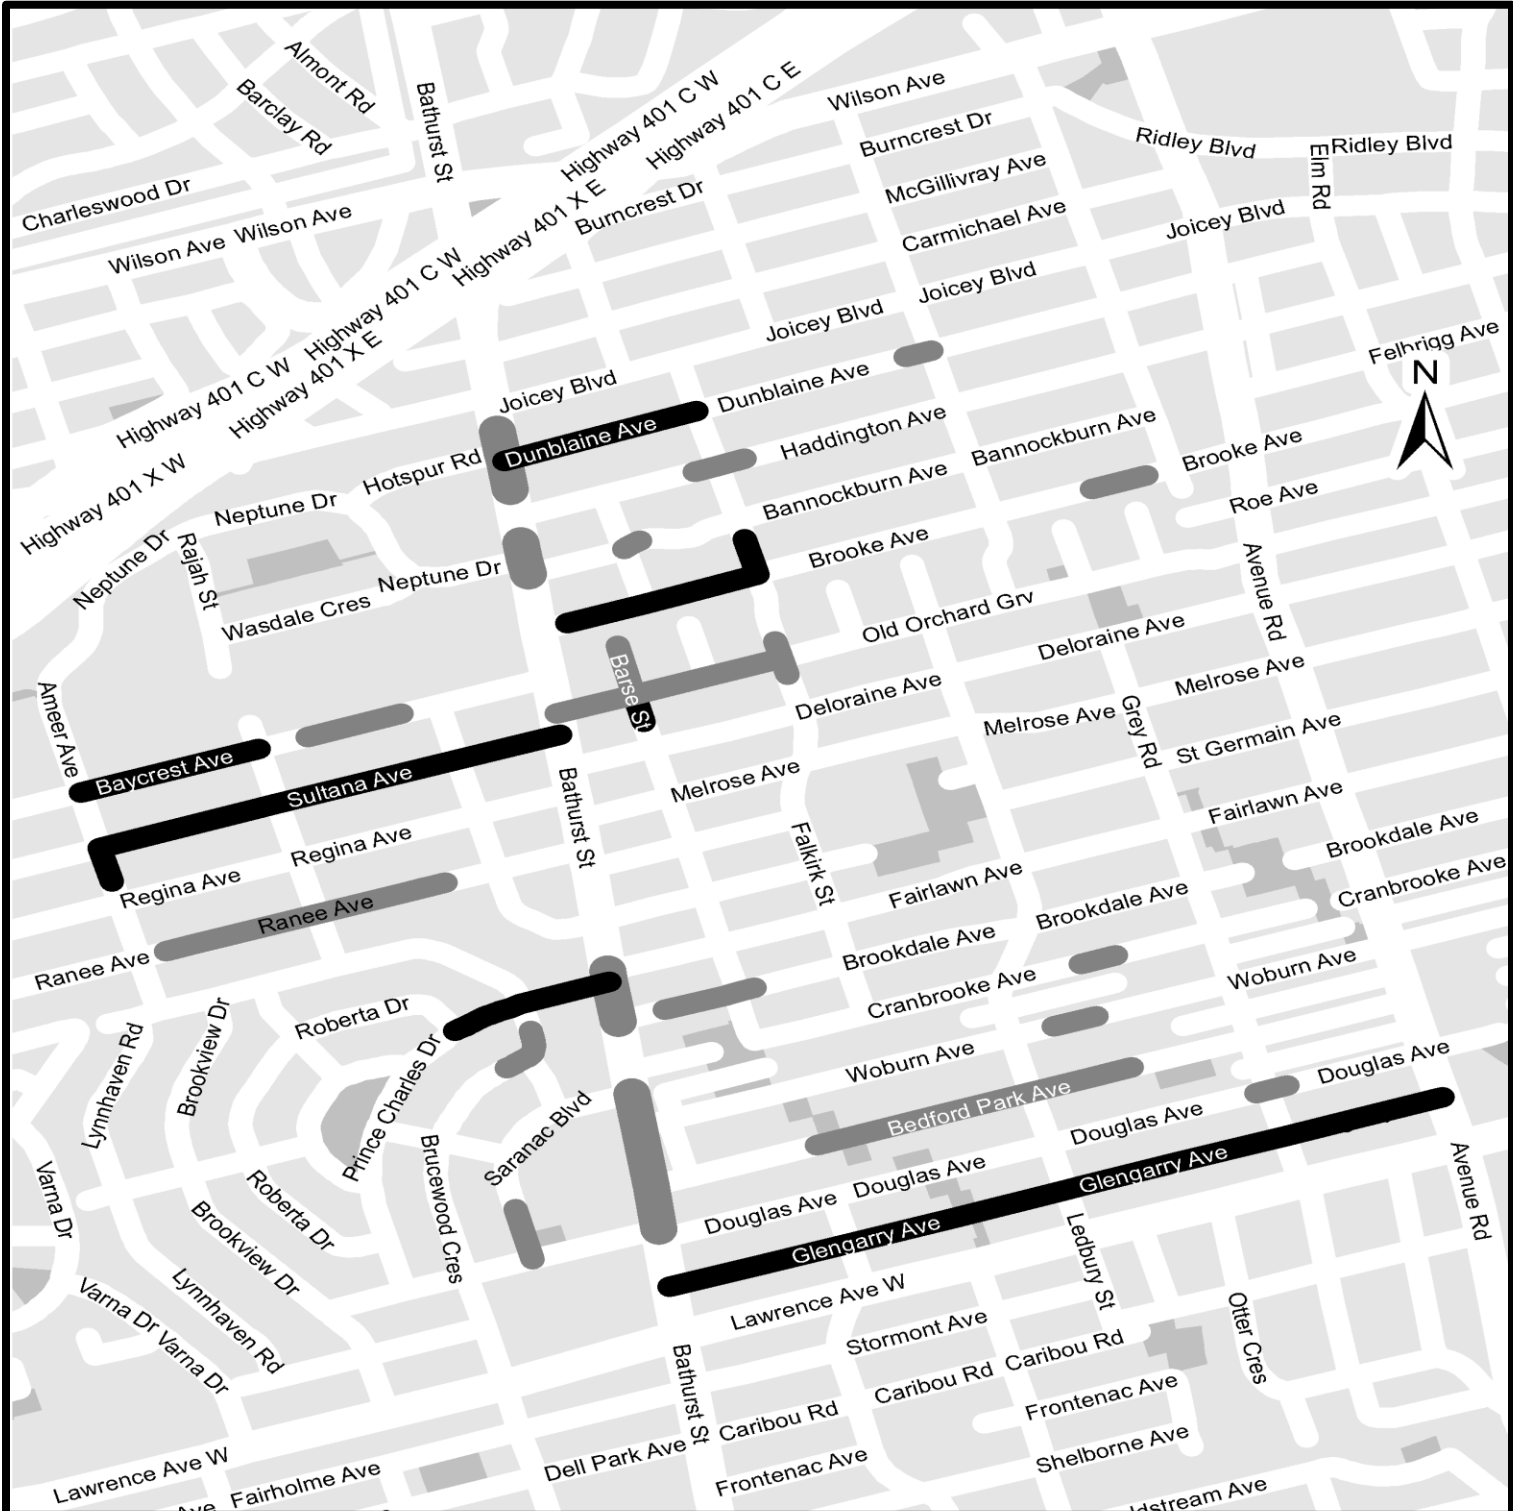 Almont Rd
Barclay Rd
Bathurst St
Highway 401 C W
Highway 401 C E
Wilson Ave
Burncrest Dr
Ridley Blvd
Ridley Blvd
Elm Rd
McGillivray Ave
Charleswood Dr
Wilson Ave
Wilson Ave
Highway 401 X E
Burncrest Dr
Carmichael Ave
Joicey Blvd
Highway 401 C W
Joicey Blvd
Joicey Blvd
Felbrigg Ave
N
Highway 401 C W
Highway 401 X E
Joicey Blvd
Dunblaine Ave
Dunblaine Ave
Haddington Ave
Bannockburn Ave
Brooke Ave
Highway 401 X W
Hotspur Rd
Neptune Dr
Bannockburn Ave
Roe Ave
Neptune Dr
Rajah St
Neptune Dr
Brooke Ave
Avenue Rd
Wasdale Cres
Old Orchard Grv
Deloraine Ave
Ameer Ave
Barse St
Deloraine Ave
Melrose Ave
Melrose Ave
Grey Rd
St Germain Ave
Baycrest Ave
Sultana Ave
Bathurst St
Melrose Ave
Fairlawn Ave
Regina Ave
Regina Ave
Falkirk St
Brookdale Ave
Fairlawn Ave
Cranbrooke Ave
Ranee Ave
Brookdale Ave
Brookdale Ave
Ranee Ave
Cranbrooke Ave
Woburn Ave
Roberta Dr
Brookview Dr
Lynnhaven Rd
Prince Charles Dr
Woburn Ave
Douglas Ave
Bedford Park Ave
Saranac Blvd
Douglas Ave
Varna Dr
Brucewood Cres
Douglas Ave
Glengarry Ave
Avenue Rd
Roberta Dr
Douglas Ave
Brookview Dr
Glengarry Ave
Ledbury St
Varna Dr
Lynnhaven Rd
Lawrence Ave W
Stormont Ave
Otter Cres
Varna Dr
Bathurst St
Caribou Rd
Caribou Rd
Caribou Rd
Frontenac Ave
Dell Park Ave
Shelborne Ave
Lawrence Ave W
Fairholme Ave
Frontenac Ave
Ave
ldstream Ave